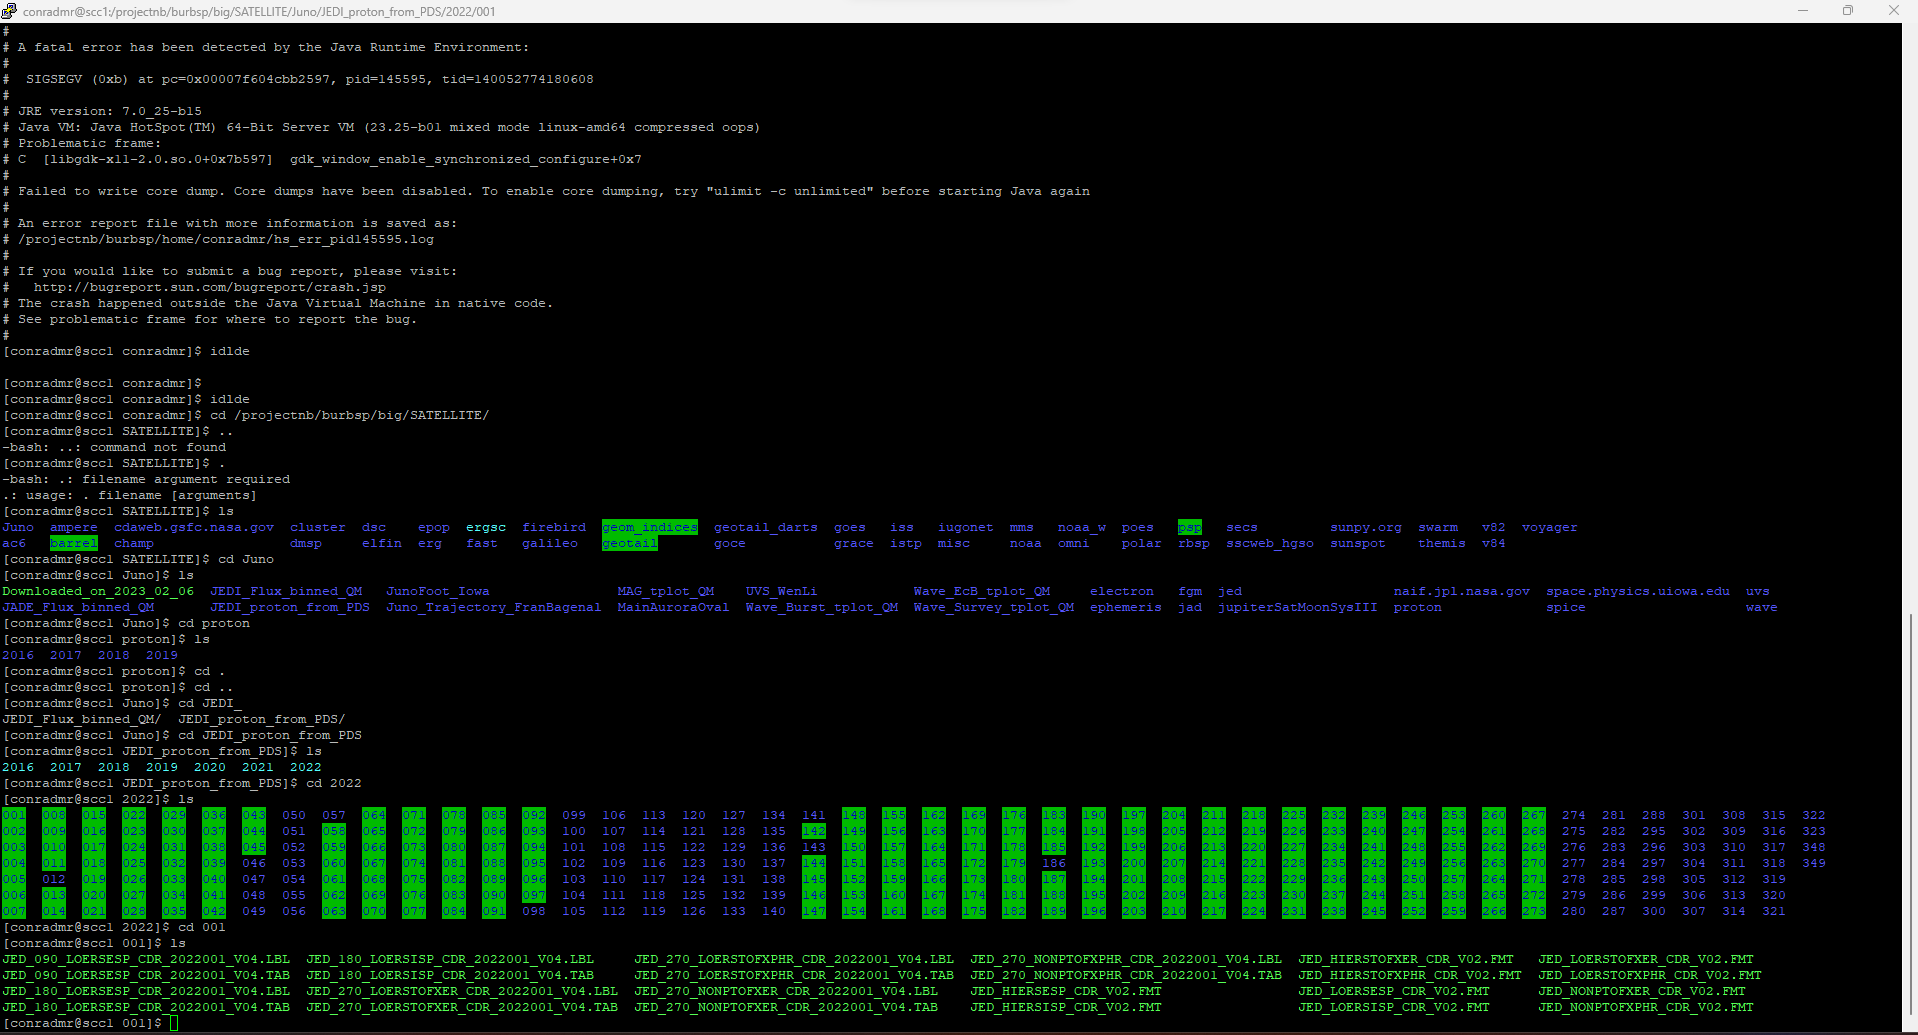 conradmr@scc1:/projectnb/burbsp/big/SATELLITE/Juno/JEDI_proton_from_PDS/2022/001
#
# A fatal error has been detected by the Java Runtime Environment:
#
#  SIGSEGV (0xb) at pc=0x00007f604cbb2597, pid=145595, tid=140052774180608
#
# JRE version: 7.0_25-b15
# Java VM: Java HotSpot(TM) 64-Bit Server VM (23.25-b01 mixed mode linux-amd64 compressed oops)
# Problematic frame:
# C  [libgdk-x11-2.0.so.0+0x7b597]  gdk_window_enable_synchronized_configure+0x7
#
# Failed to write core dump. Core dumps have been disabled. To enable core dumping, try "ulimit -c unlimited" before starting Java again
#
# An error report file with more information is saved as:
# /projectnb/burbsp/home/conradmr/hs_err_pid145595.log
#
# If you would like to submit a bug report, please visit:
#   http://bugreport.sun.com/bugreport/crash.jsp
# The crash happened outside the Java Virtual Machine in native code.
# See problematic frame for where to report the bug.
#
[conradmr@scc1 conradmr]$ idlde
[conradmr@scc1 conradmr]$
[conradmr@scc1 conradmr]$ idlde
[conradmr@scc1 conradmr]$ cd /projectnb/burbsp/big/SATELLITE/
[conradmr@scc1 SATELLITE]$ ..
-bash: ..: command not found
[conradmr@scc1 SATELLITE]$ .
-bash: .: filename argument required
.: usage: . filename [arguments]
[conradmr@scc1 SATELLITE]$ ls
Juno  ampere  cdaweb.gsfc.nasa.gov  cluster  dsc    epop  ergsc  firebird  geom_indices  geotail_darts  goes   iss   iugonet  mms   noaa_w  poes   psp   secs         sunpy.org  swarm   v82  voyager
ac6   barrel  champ                 dmsp     elfin  erg   fast   galileo   geotail       goce           grace  istp  misc     noaa  omni    polar  rbsp  sscweb_hgso  sunspot    themis  v84
[conradmr@scc1 SATELLITE]$ cd Juno
[conradmr@scc1 Juno]$ ls
Downloaded_on_2023_02_06  JEDI_Flux_binned_QM   JunoFoot_Iowa                MAG_tplot_QM    UVS_WenLi            Wave_EcB_tplot_QM     electron   fgm  jed                   naif.jpl.nasa.gov  space.physics.uiowa.edu  uvs
JADE_Flux_binned_QM       JEDI_proton_from_PDS  Juno_Trajectory_FranBagenal  MainAuroraOval  Wave_Burst_tplot_QM  Wave_Survey_tplot_QM  ephemeris  jad  jupiterSatMoonSysIII  proton             spice                    wave
[conradmr@scc1 Juno]$ cd proton
[conradmr@scc1 proton]$ ls
2016  2017  2018  2019
[conradmr@scc1 proton]$ cd .
[conradmr@scc1 proton]$ cd ..
[conradmr@scc1 Juno]$ cd JEDI_
JEDI_Flux_binned_QM/  JEDI_proton_from_PDS/
[conradmr@scc1 Juno]$ cd JEDI_proton_from_PDS
[conradmr@scc1 JEDI_proton_from_PDS]$ ls
2016  2017  2018  2019  2020  2021  2022
[conradmr@scc1 JEDI_proton_from_PDS]$ cd 2022
[conradmr@scc1 2022]$ ls
001  008  015  022  029  036  043  050  057  064  071  078  085  092  099  106  113  120  127  134  141  148  155  162  169  176  183  190  197  204  211  218  225  232  239  246  253  260  267  274  281  288  301  308  315  322
002  009  016  023  030  037  044  051  058  065  072  079  086  093  100  107  114  121  128  135  142  149  156  163  170  177  184  191  198  205  212  219  226  233  240  247  254  261  268  275  282  295  302  309  316  323
003  010  017  024  031  038  045  052  059  066  073  080  087  094  101  108  115  122  129  136  143  150  157  164  171  178  185  192  199  206  213  220  227  234  241  248  255  262  269  276  283  296  303  310  317  348
004  011  018  025  032  039  046  053  060  067  074  081  088  095  102  109  116  123  130  137  144  151  158  165  172  179  186  193  200  207  214  221  228  235  242  249  256  263  270  277  284  297  304  311  318  349
005  012  019  026  033  040  047  054  061  068  075  082  089  096  103  110  117  124  131  138  145  152  159  166  173  180  187  194  201  208  215  222  229  236  243  250  257  264  271  278  285  298  305  312  319
006  013  020  027  034  041  048  055  062  069  076  083  090  097  104  111  118  125  132  139  146  153  160  167  174  181  188  195  202  209  216  223  230  237  244  251  258  265  272  279  286  299  306  313  320
007  014  021  028  035  042  049  056  063  070  077  084  091  098  105  112  119  126  133  140  147  154  161  168  175  182  189  196  203  210  217  224  231  238  245  252  259  266  273  280  287  300  307  314  321
[conradmr@scc1 2022]$ cd 001
[conradmr@scc1 001]$ ls
JED_090_LOERSESP_CDR_2022001_V04.LBL  JED_180_LOERSISP_CDR_2022001_V04.LBL     JED_270_LOERSTOFXPHR_CDR_2022001_V04.LBL  JED_270_NONPTOFXPHR_CDR_2022001_V04.LBL  JED_HIERSTOFXER_CDR_V02.FMT   JED_LOERSTOFXER_CDR_V02.FMT
JED_090_LOERSESP_CDR_2022001_V04.TAB  JED_180_LOERSISP_CDR_2022001_V04.TAB     JED_270_LOERSTOFXPHR_CDR_2022001_V04.TAB  JED_270_NONPTOFXPHR_CDR_2022001_V04.TAB  JED_HIERSTOFXPHR_CDR_V02.FMT  JED_LOERSTOFXPHR_CDR_V02.FMT
JED_180_LOERSESP_CDR_2022001_V04.LBL  JED_270_LOERSTOFXER_CDR_2022001_V04.LBL  JED_270_NONPTOFXER_CDR_2022001_V04.LBL    JED_HIERSESP_CDR_V02.FMT                 JED_LOERSESP_CDR_V02.FMT      JED_NONPTOFXER_CDR_V02.FMT
JED_180_LOERSESP_CDR_2022001_V04.TAB  JED_270_LOERSTOFXER_CDR_2022001_V04.TAB  JED_270_NONPTOFXER_CDR_2022001_V04.TAB    JED_HIERSISP_CDR_V02.FMT                 JED_LOERSISP_CDR_V02.FMT      JED_NONPTOFXPHR_CDR_V02.FMT
[conradmr@scc1 001]$